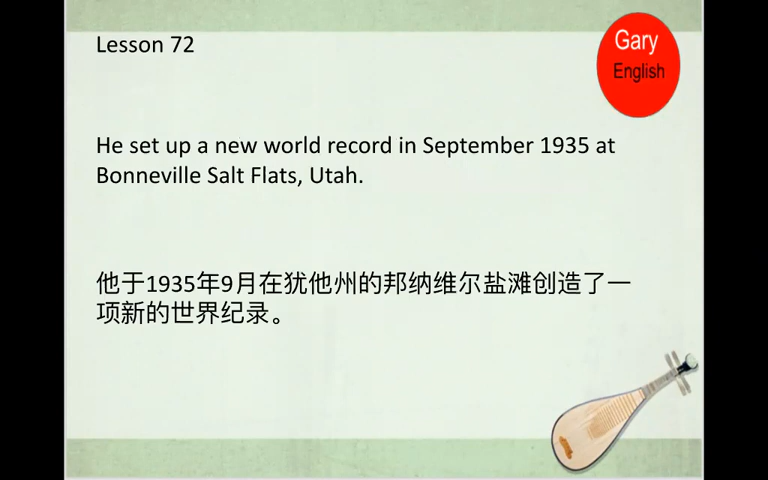 Lesson 72
Gary
English
He set up a new world record in September 1935 at
Bonneville Salt Flats, Utah.
他于1935年9月在犹他州的邦纳维尔盐滩创造了一
项新的世界纪录。